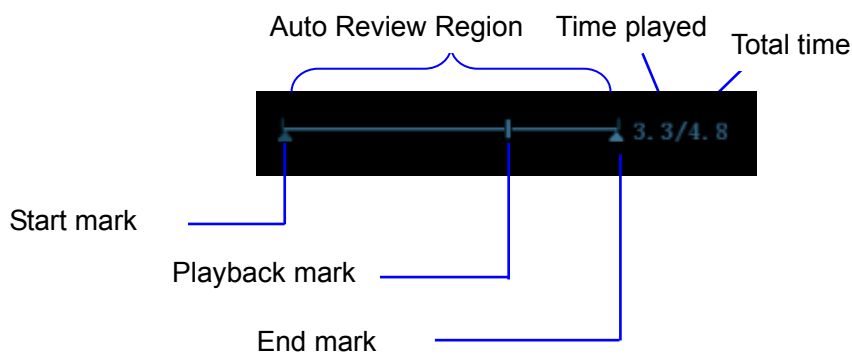 Auto Review Region
Time played
Total time
3.3/4.8
Start mark
Playback mark
End mark